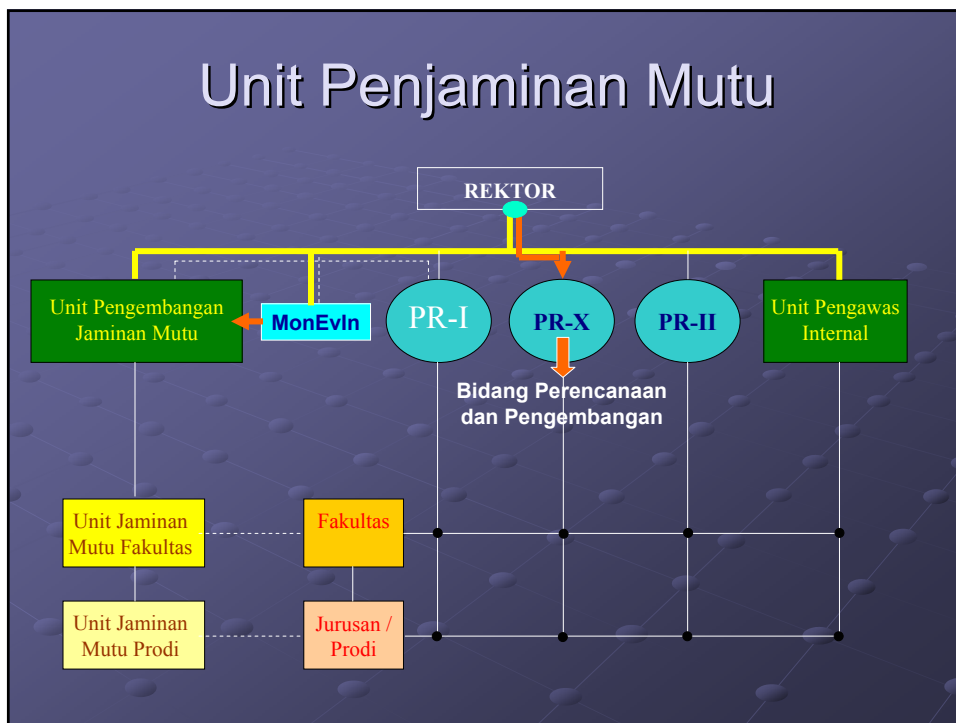 Unit Penjaminan Mutu
REKTOR
Unit Pengembangan
Jaminan Mutu
MonEvIn
PR-I
PR-X
PR-II
Unit Pengawas
Internal
Bidang Perencanaan
dan Pengembangan
Unit Jaminan
Mutu Fakultas
Fakultas
Unit Jaminan
Mutu Prodi
Jurusan /
Prodi